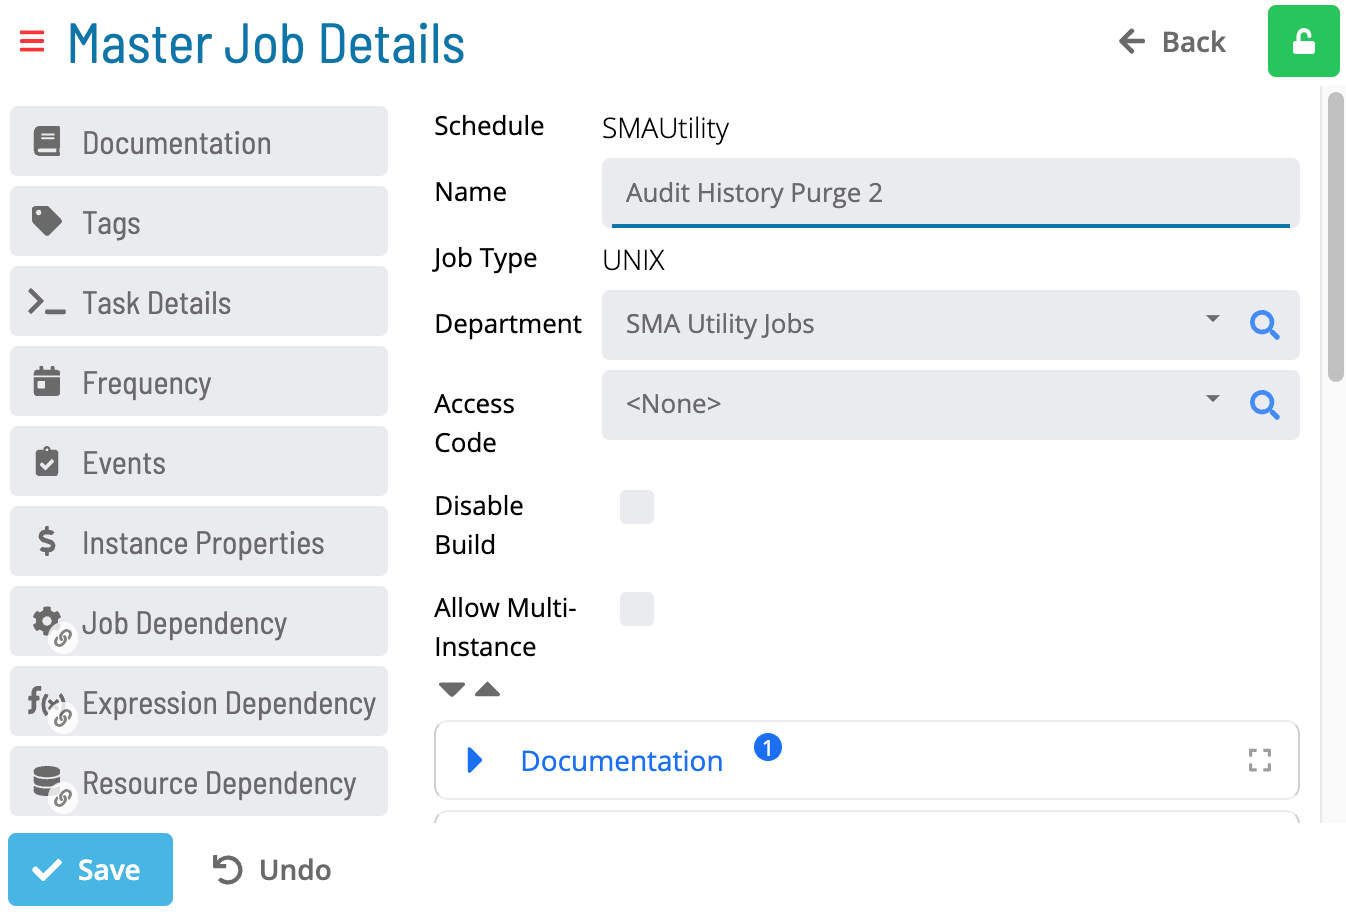 Master Job Details
Back
Documentation
Tags
Task Details
Frequency
Events
Instance Properties
Job Dependency
Expression Dependency
Resource Dependency
Schedule SMAUtility
Name Audit History Purge 2
Job Type UNIX
Department SMA Utility Jobs
Access Code <None>
Disable Build
Allow Multi-
Instance
Documentation 1
Save Undo